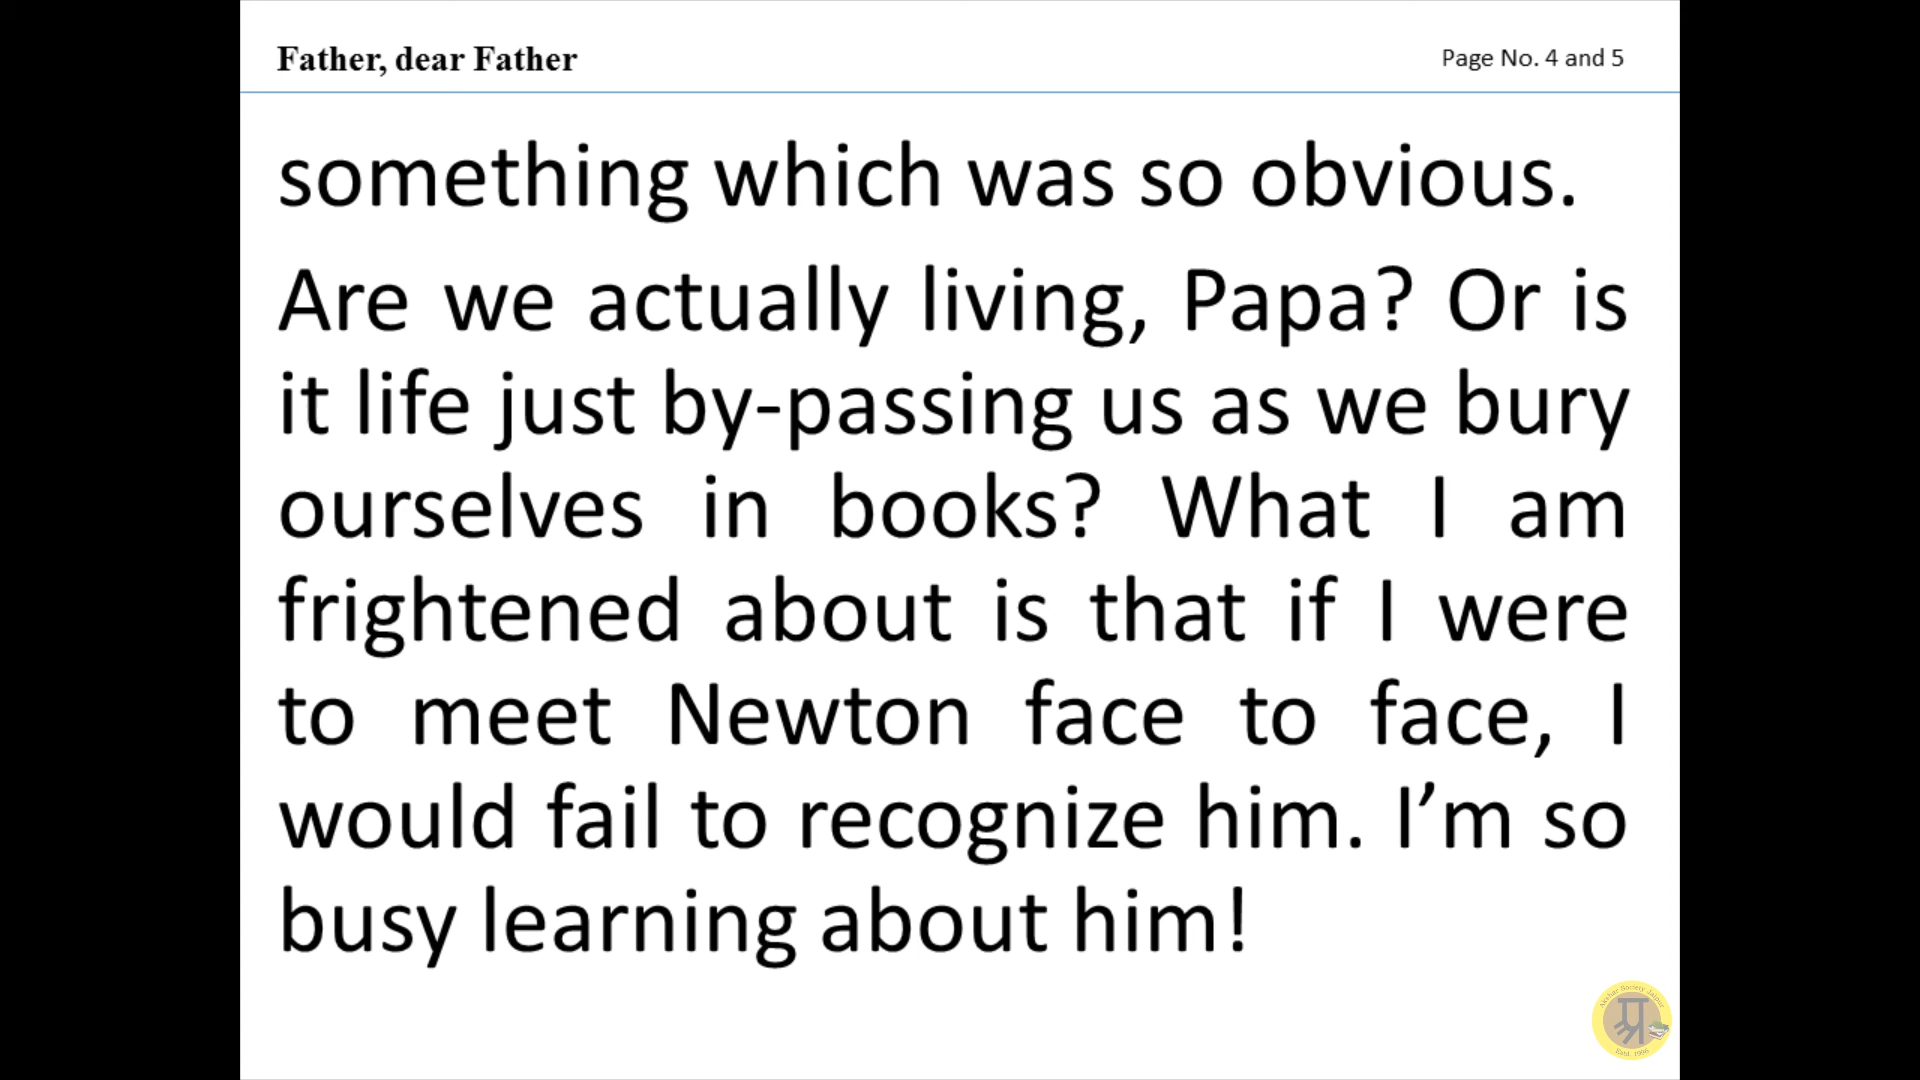 Father, dear Father
Page No. 4 and 5
something which was so obvious.
Are we actually living, Papa? Or is
it life just by-passing us as we bury
ourselves in books? What I am
frightened about is that if I were
to meet Newton face to face, I
would fail to recognize him. I’m so
busy learning about him!
Estd. 1996